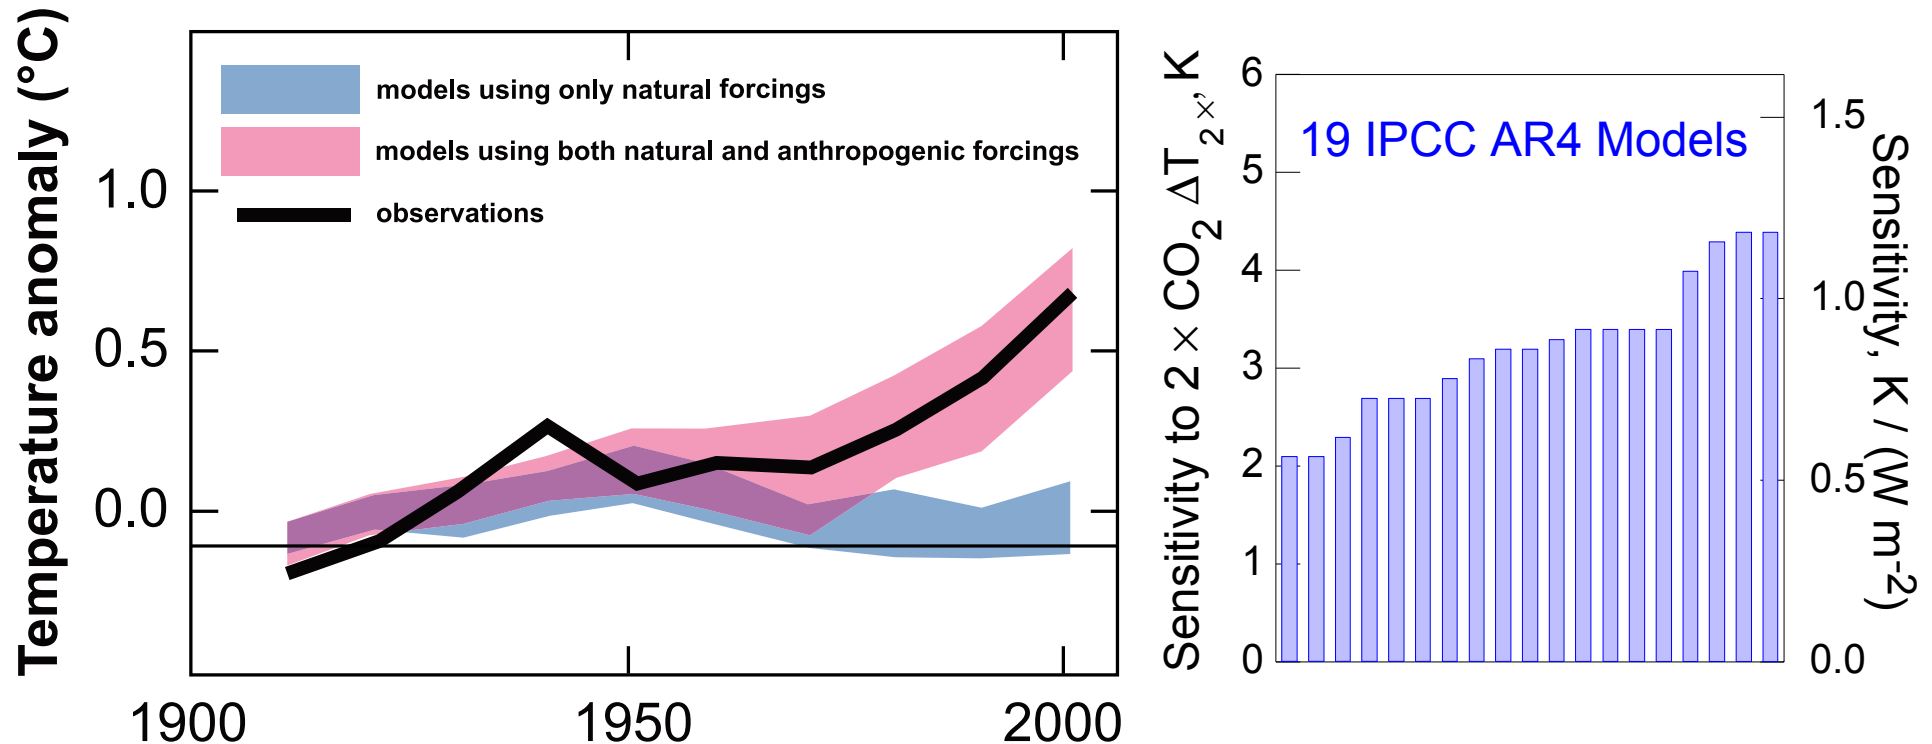 Temperature anomaly (°C)
models using only natural forcings
models using both natural and anthropogenic forcings
observations
1.0
0.5
0.0
1900
1950
2000
Sensitivity to 2 × CO2 ΔT2×, K
6
5
4
3
2
1
0
19 IPCC AR4 Models
1.5
1.0
0.5
0.0
Sensitivity, K / (W m-2)